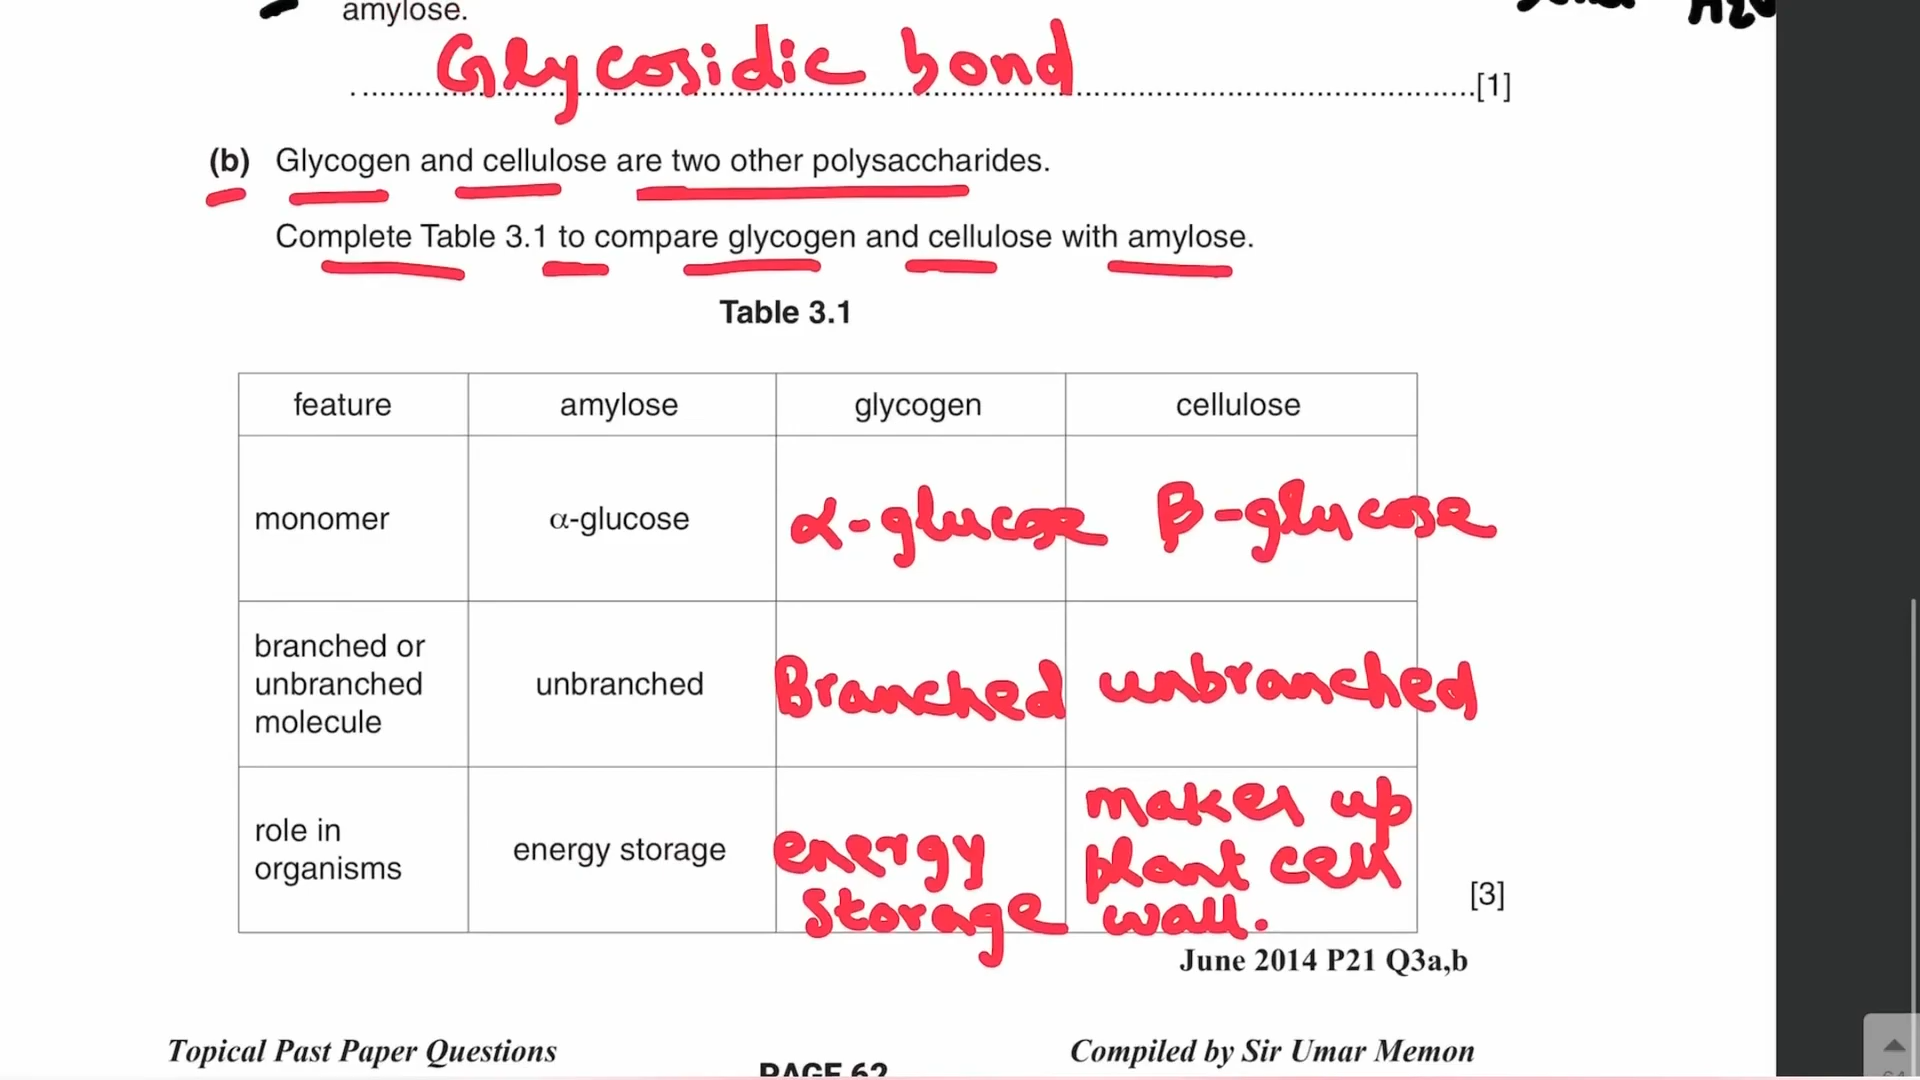 amylose.
Glycosidic bond
[1]
(b) Glycogen and cellulose are two other polysaccharides.
Complete Table 3.1 to compare glycogen and cellulose with amylose.
Table 3.1
feature amylose glycogen cellulose
monomer α-glucose α-glucose β-glucose
branched or
unbranched
molecule
unbranched Branched unbranched
role in
organisms
energy storage
energy
storage
makes up
plant cell
wall.
[3]
June 2014 P21 Q3a,b
Topical Past Paper Questions
PAGE 62
Compiled by Sir Umar Memon